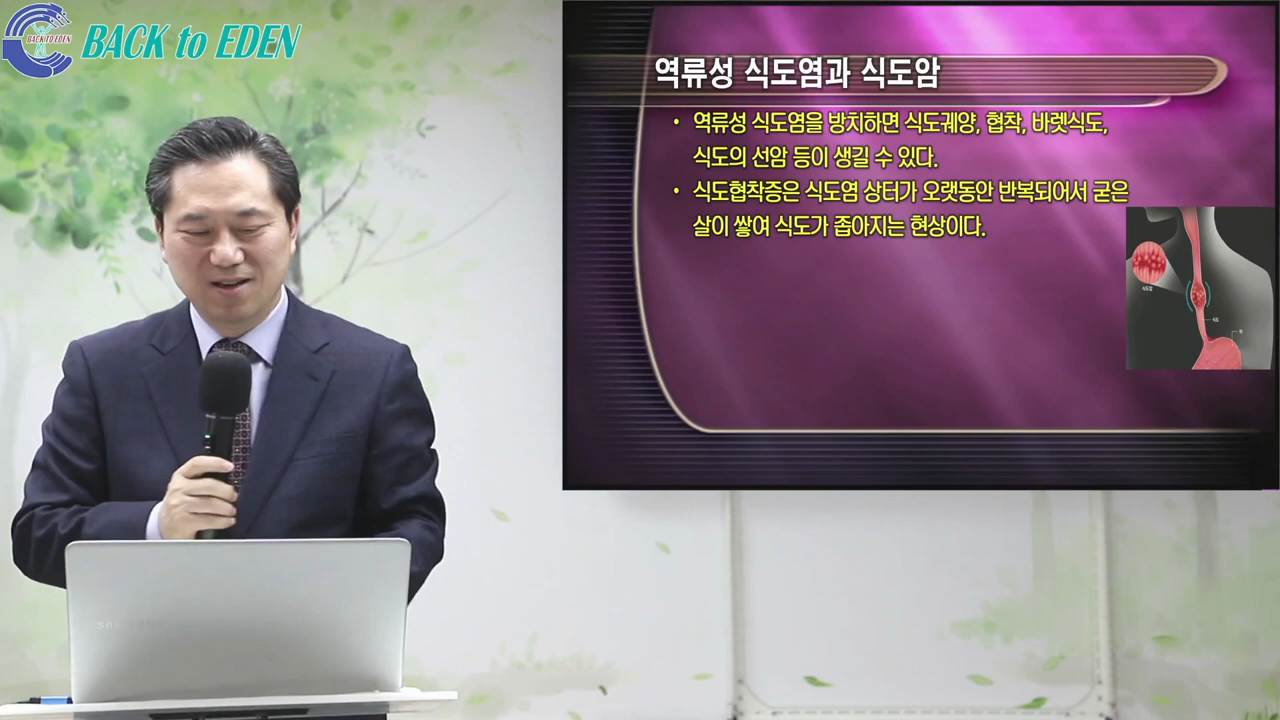 BACK TO EDEN
BACK to EDEN
역류성 식도염과 식도암
• 역류성 식도염을 방치하면 식도궤양, 협착, 바렛식도,
식도의 선암 등이 생길 수 있다.
• 식도협착증은 식도염 상터가 오랫동안 반복되어서 굳은
살이 쌓여 식도가 좁아지는 현상이다.